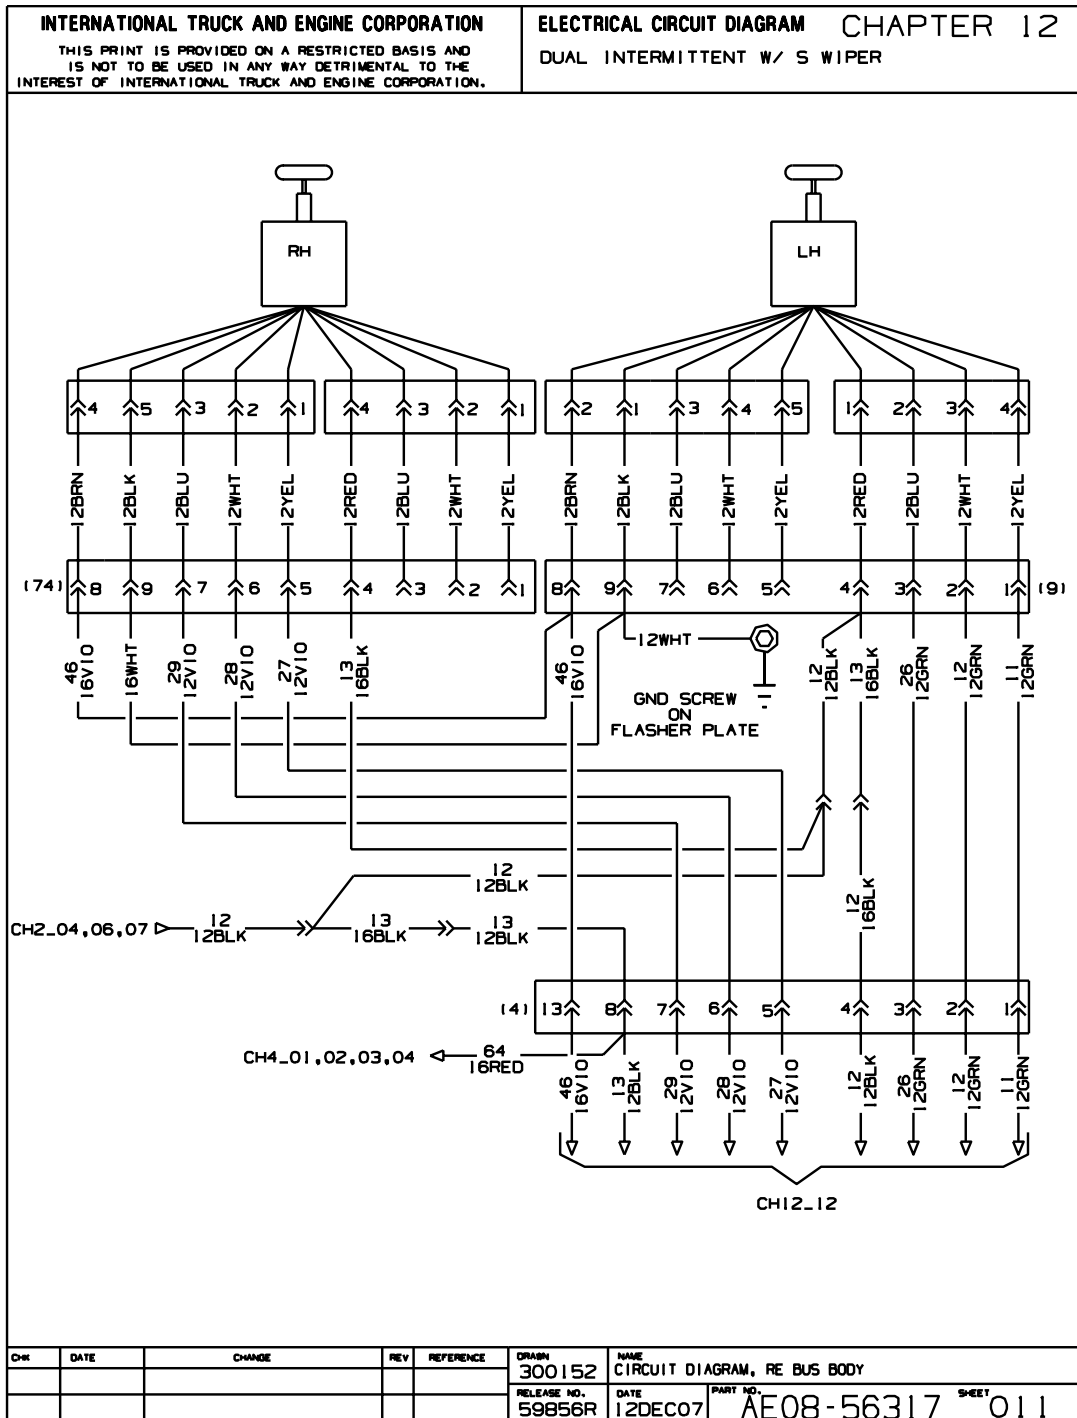 INTERNATIONAL TRUCK AND ENGINE CORPORATION
THIS PRINT IS PROVIDED ON A RESTRICTED BASIS AND
IS NOT TO BE USED IN ANY WAY DETRIMENTAL TO THE
INTEREST OF INTERNATIONAL TRUCK AND ENGINE CORPORATION.
ELECTRICAL CIRCUIT DIAGRAM CHAPTER 12
DUAL INTERMITTENT W/ S WIPER
RH LH
4 5 3 2 1 4 3 2 1 2 1 3 4 5 1 2 3 4
12BRN 12BLK 12BLU 12WHT 12YEL 12RED 12BLU 12WHT 12YEL 12BRN 12BLK 12BLU 12WHT 12YEL 12RED 12BLU 12WHT 12YEL
(74) 8 9 7 6 5 4 3 2 1 8 9 7 6 5 4 3 2 1 (9)
46 16VIO
16WHT
29 12VIO
28 12VIO
27 12VIO
13 16BLK
46 16VIO
12WHT
GND SCREW
ON
FLASHER PLATE
12 12BLK
13 16BLK
26 12GRN
12 12GRN
11 12GRN
12
12BLK
12 16BLK
CH2_04,06,07
12
12BLK
13
16BLK
13
12BLK
(4) 13 8 7 6 5 4 3 2 1
CH4_01,02,03,04
64
16RED
46 16VIO
13 12BLK
29 12VIO
28 12VIO
27 12VIO
12 12BLK
26 12GRN
12 12GRN
11 12GRN
CH12_12
CHK DATE CHANGE REV REFERENCE
DRAWN
300152
NAME
CIRCUIT DIAGRAM, RE BUS BODY
RELEASE NO.
59856R
DATE
12DEC07
PART NO.
AE08-56317
SHEET
011